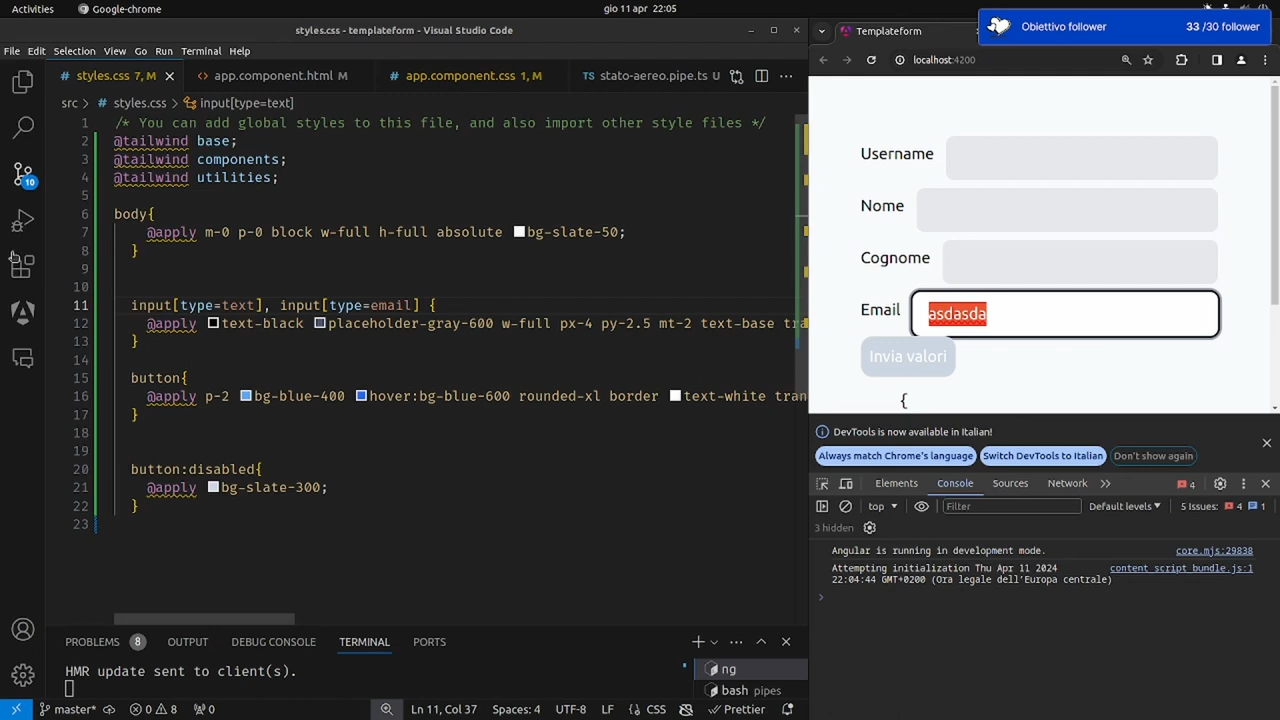 Activities
Google-chrome
gio 11 apr 22:05
styles.css - templateform - Visual Studio Code
File Edit Selection View Go Run Terminal Help
styles.css 7, M
app.component.html M
app.component.css 1, M
TS stato-aereo.pipe.ts U
src > styles.css > input[type=text]
1 /* You can add global styles to this file, and also import other style files */
2 @tailwind base;
3 @tailwind components;
4 @tailwind utilities;
5
6 body{
7 @apply m-0 p-0 block w-full h-full absolute bg-slate-50;
8 }
9
10
11 input[type=text], input[type=email] {
12 @apply text-black placeholder-gray-600 w-full px-4 py-2.5 mt-2 text-base tra
13 }
14
15 button{
16 @apply p-2 bg-blue-400 hover:bg-blue-600 rounded-xl border text-white tran
17 }
18
19
20 button:disabled{
21 @apply bg-slate-300;
22 }
23
10
PROBLEMS 8 OUTPUT DEBUG CONSOLE TERMINAL PORTS
HMR update sent to client(s).
ng
bash pipes
master* 0 8 0
Ln 11, Col 37 Spaces: 4 UTF-8 LF {} CSS Prettier
Templateform
Obiettivo follower 33 /30 follower
localhost:4200
Username
Nome
Cognome
Email asdasda
Invia valori
{
DevTools is now available in Italian!
Always match Chrome's language Switch DevTools to Italian Don't show again
Elements Console Sources Network 4
top Filter Default levels 5 Issues: 4 1
3 hidden
Angular is running in development mode. core.mjs:29838
Attempting initialization Thu Apr 11 2024 content_script_bundle.js:1
22:04:44 GMT+0200 (Ora legale dell'Europa centrale)